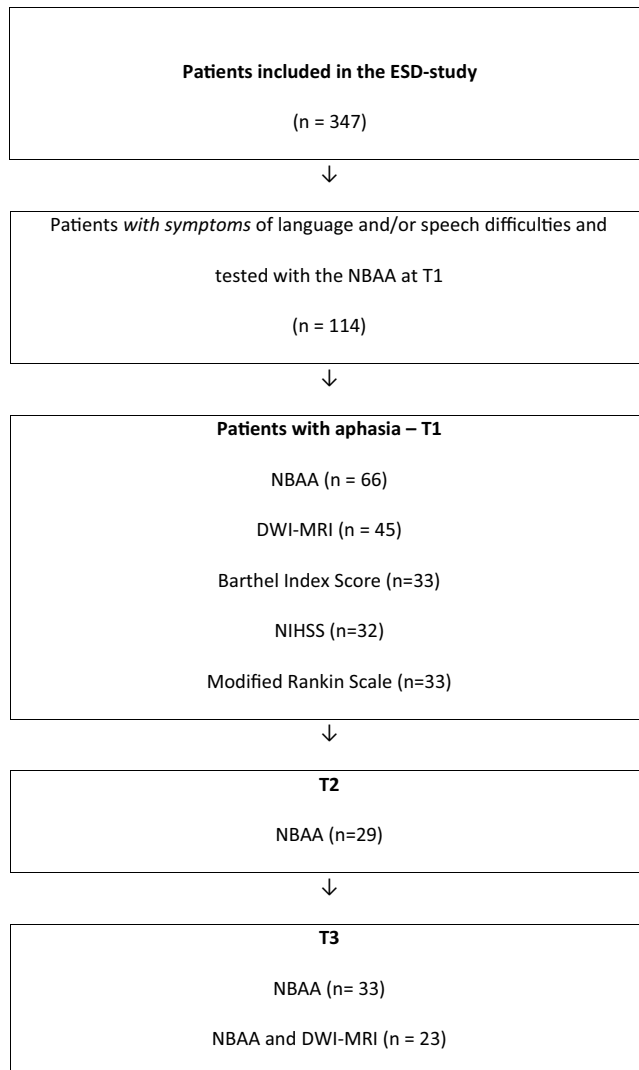 Patients included in the ESD-study
(n = 347)
↓
Patients with symptoms of language and/or speech difficulties and
tested with the NBAA at T1
(n = 114)
↓
Patients with aphasia – T1
NBAA (n = 66)
DWI-MRI (n = 45)
Barthel Index Score (n=33)
NIHSS (n=32)
Modified Rankin Scale (n=33)
↓
T2
NBAA (n=29)
↓
T3
NBAA (n= 33)
NBAA and DWI-MRI (n = 23)